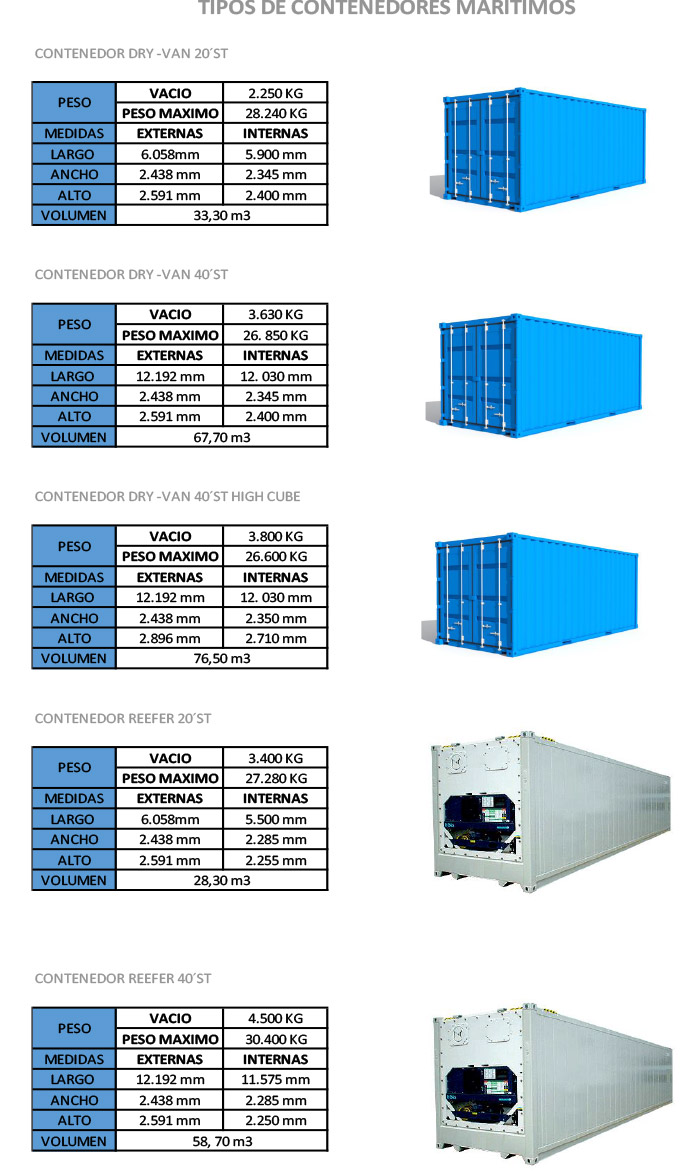 TIPOS DE CONTENEDORES MARITIMOS
CONTENEDOR DRY -VAN 20´ST
PESO VACIO 2.250 KG
PESO MAXIMO 28.240 KG
MEDIDAS EXTERNAS INTERNAS
LARGO 6.058mm 5.900 mm
ANCHO 2.438 mm 2.345 mm
ALTO 2.591 mm 2.400 mm
VOLUMEN 33,30 m3
CONTENEDOR DRY -VAN 40´ST
PESO VACIO 3.630 KG
PESO MAXIMO 26. 850 KG
MEDIDAS EXTERNAS INTERNAS
LARGO 12.192 mm 12. 030 mm
ANCHO 2.438 mm 2.345 mm
ALTO 2.591 mm 2.400 mm
VOLUMEN 67,70 m3
CONTENEDOR DRY -VAN 40´ST HIGH CUBE
PESO VACIO 3.800 KG
PESO MAXIMO 26.600 KG
MEDIDAS EXTERNAS INTERNAS
LARGO 12.192 mm 12. 030 mm
ANCHO 2.438 mm 2.350 mm
ALTO 2.896 mm 2.710 mm
VOLUMEN 76,50 m3
CONTENEDOR REEFER 20´ST
PESO VACIO 3.400 KG
PESO MAXIMO 27.280 KG
MEDIDAS EXTERNAS INTERNAS
LARGO 6.058mm 5.500 mm
ANCHO 2.438 mm 2.285 mm
ALTO 2.591 mm 2.255 mm
VOLUMEN 28,30 m3
CONTENEDOR REEFER 40´ST
PESO VACIO 4.500 KG
PESO MAXIMO 30.400 KG
MEDIDAS EXTERNAS INTERNAS
LARGO 12.192 mm 11.575 mm
ANCHO 2.438 mm 2.285 mm
ALTO 2.591 mm 2.250 mm
VOLUMEN 58, 70 m3